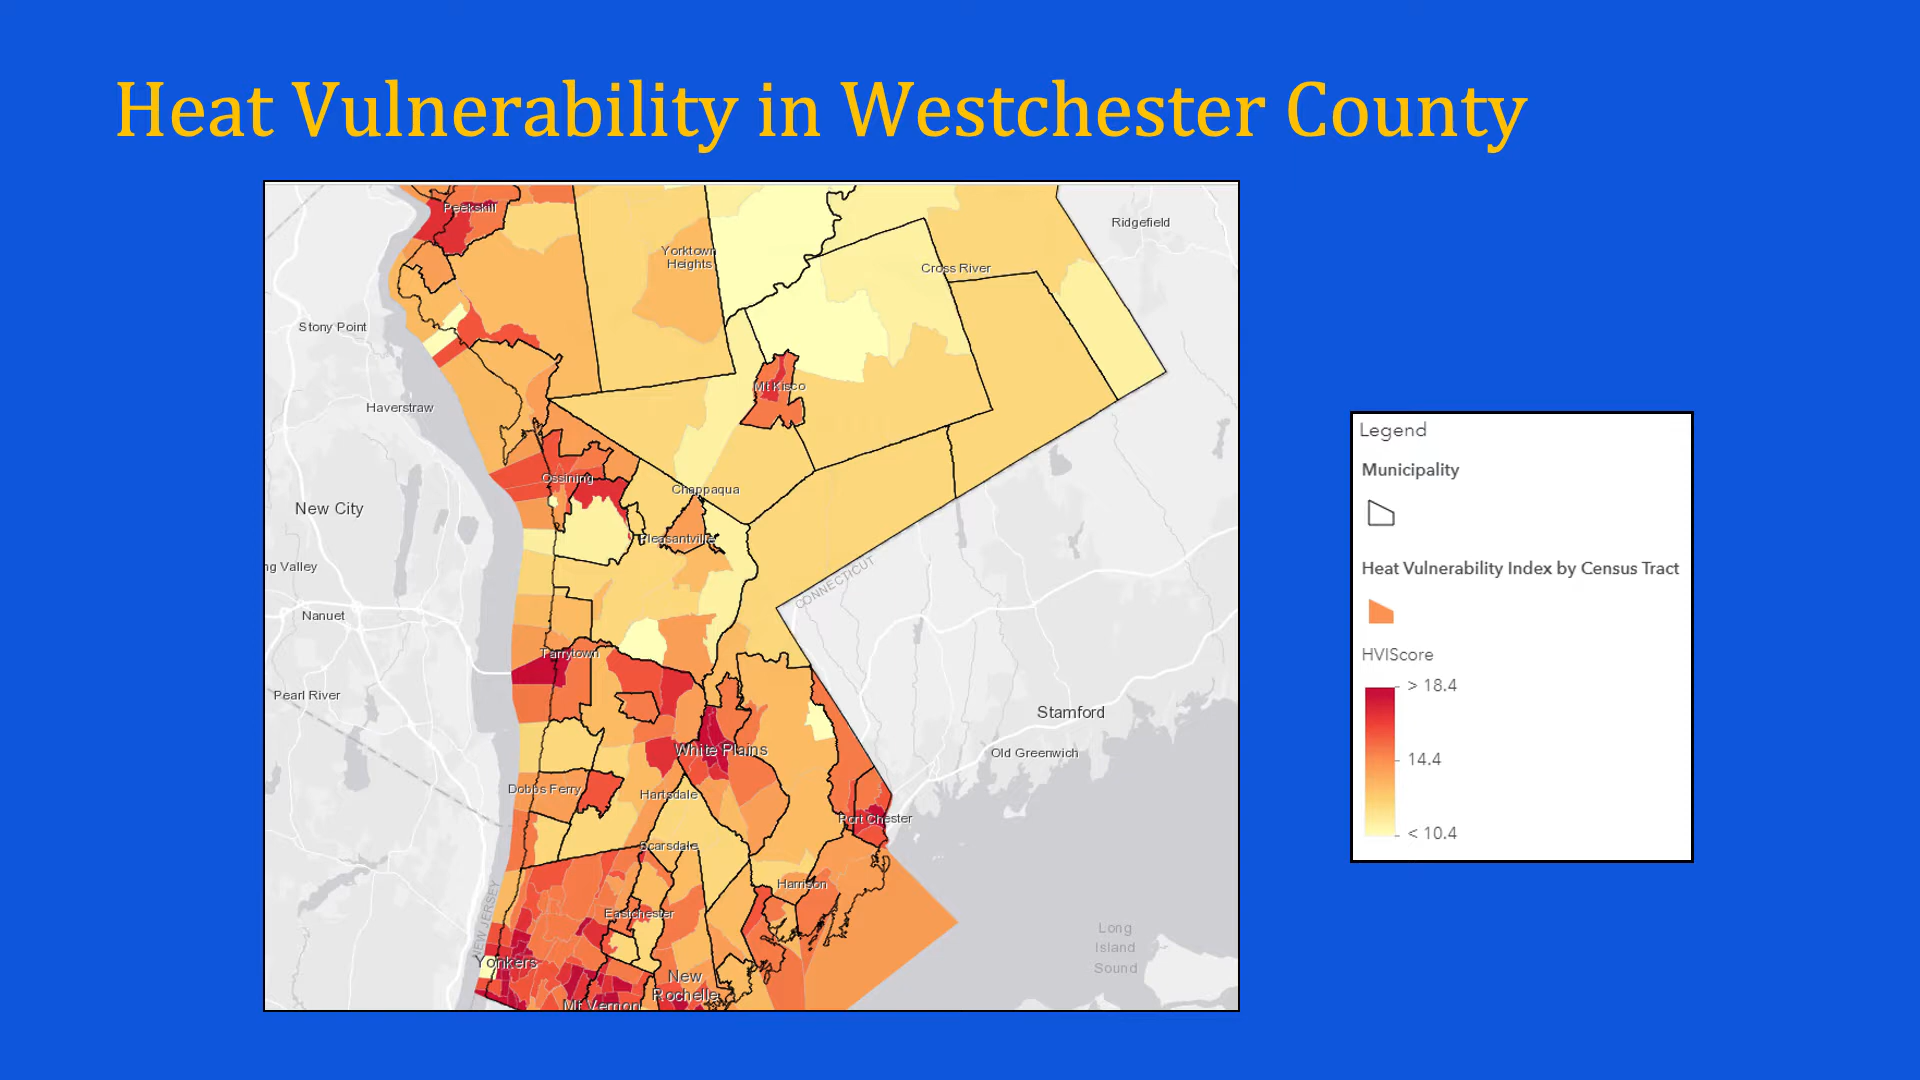 Heat Vulnerability in Westchester County
Peekskill
Ridgefield
Yorktown
Heights
Cross River
Stony Point
Mt Kisco
Haverstraw
Ossining
Chappaqua
New City
Pleasantville
ng Valley
CONNECTICUT
Nanuet
Tarrytown
Pearl River
Stamford
White Plains
Old Greenwich
Dobbs Ferry
Hartsdale
Port Chester
Scarsdale
Harrison
Eastchester
NEW JERSEY
Long
Island
Sound
Yonkers
New
Rochelle
Mt Vernon
Legend
Municipality
Heat Vulnerability Index by Census Tract
HVIScore
> 18.4
14.4
< 10.4